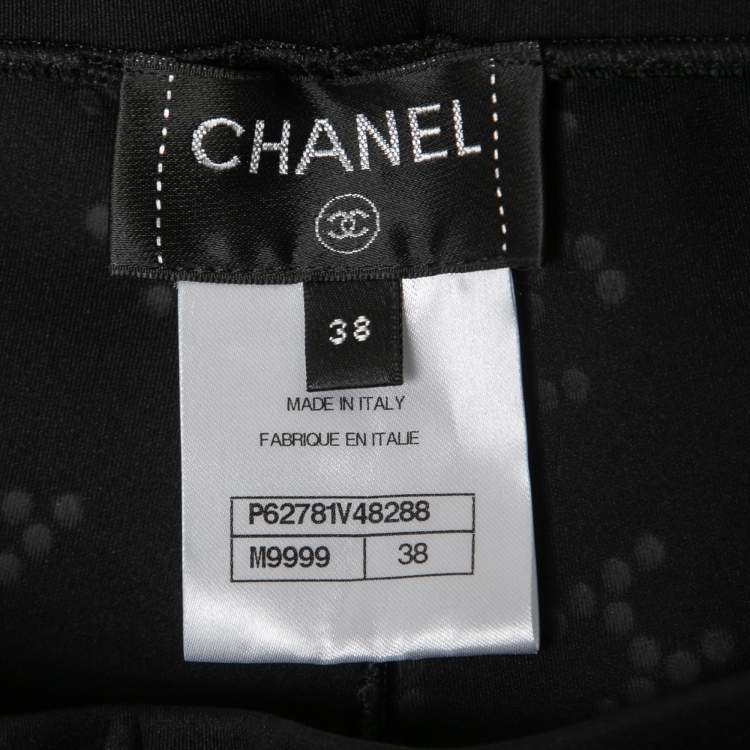 CHANEL
38
MADE IN ITALY
FABRIQUE EN ITALIE
P62781V48288
M9999 38